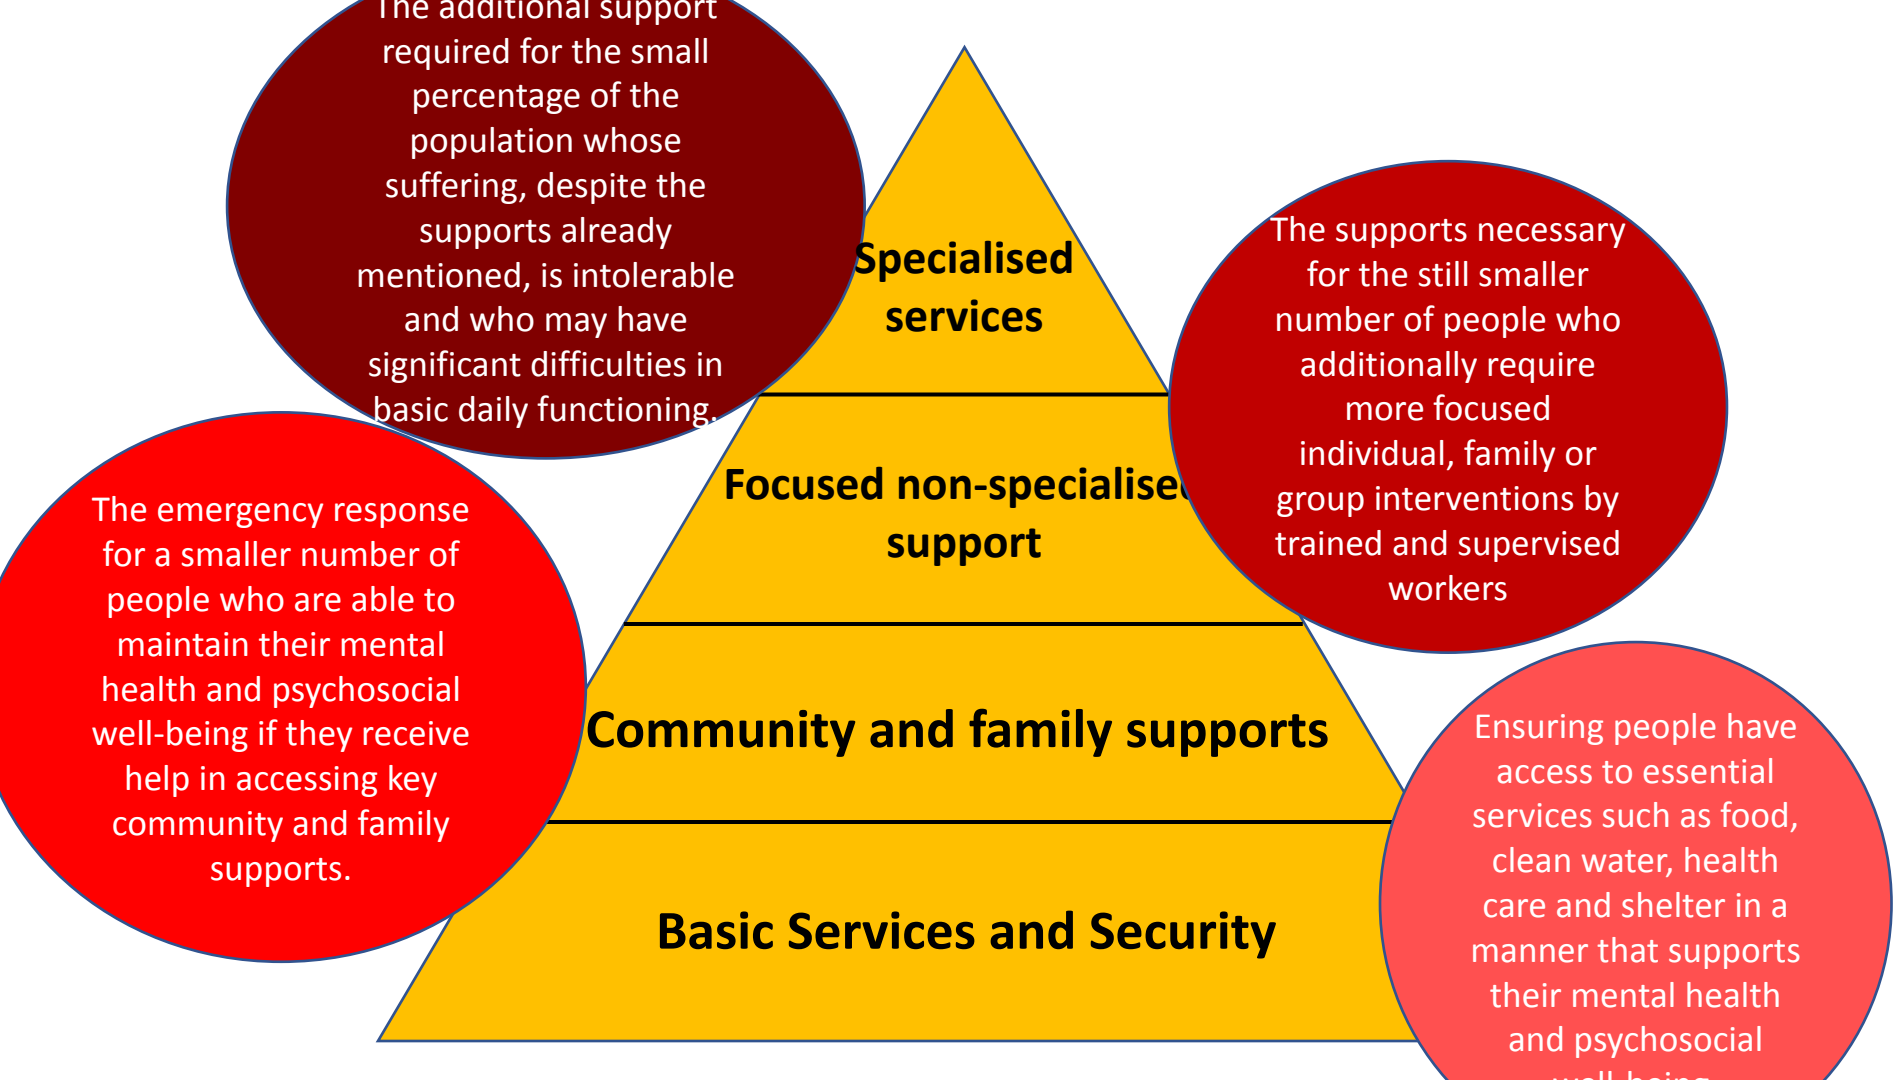 The additional support
required for the small
percentage of the
population whose
suffering, despite the
supports already
mentioned, is intolerable
and who may have
significant difficulties in
basic daily functioning.
Specialised
services
The supports necessary
for the still smaller
number of people who
additionally require
more focused
individual, family or
group interventions by
trained and supervised
workers
Focused non-specialised
support
The emergency response
for a smaller number of
people who are able to
maintain their mental
health and psychosocial
well-being if they receive
help in accessing key
community and family
supports.
Community and family supports
Ensuring people have
access to essential
services such as food,
clean water, health
care and shelter in a
manner that supports
their mental health
and psychosocial
well-being
Basic Services and Security